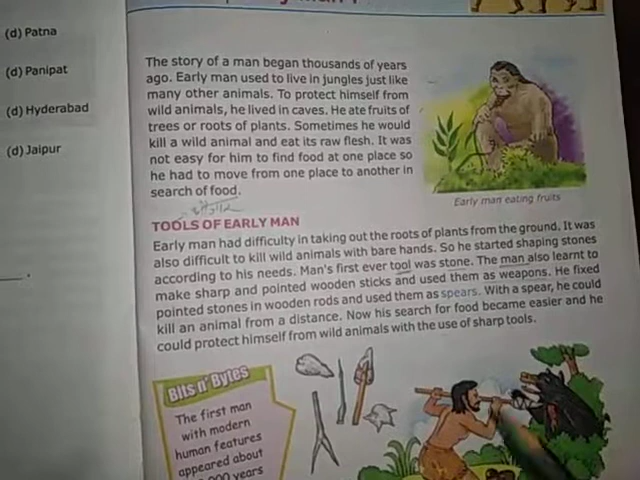 (d) Patna
(d) Panipat
(d) Hyderabad
(d) Jaipur
The story of a man began thousands of years
ago. Early man used to live in jungles just like
many other animals. To protect himself from
wild animals, he lived in caves. He ate fruits of
trees or roots of plants. Sometimes he would
kill a wild animal and eat its raw flesh. It was
not easy for him to find food at one place so
he had to move from one place to another in
search of food.
Early man eating fruits
TOOLS OF EARLY MAN
Early man had difficulty in taking out the roots of plants from the ground. It was
also difficult to kill wild animals with bare hands. So he started shaping stones
according to his needs. Man's first ever tool was stone. The man also learnt to
make sharp and pointed wooden sticks and used them as weapons. He fixed
pointed stones in wooden rods and used them as spears. With a spear, he could
kill an animal from a distance. Now his search for food became easier and he
could protect himself from wild animals with the use of sharp tools.
Bits n' Bytes
The first man
with modern
human features
appeared about
years